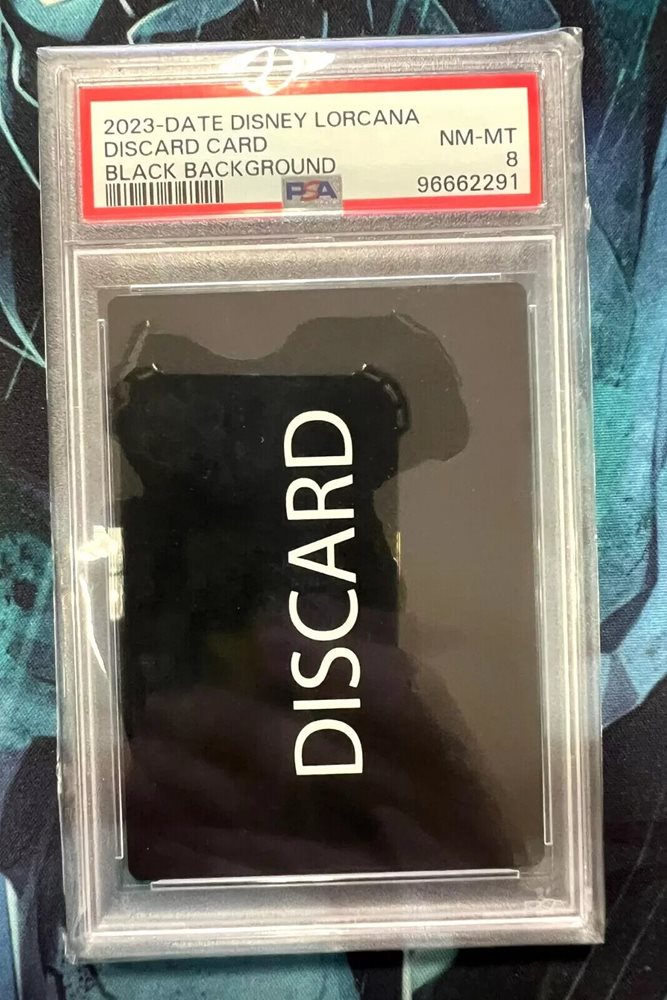 2023-DATE DISNEY LORCANA
DISCARD CARD NM-MT
BLACK BACKGROUND 8
PSA 96662291
DISCARD